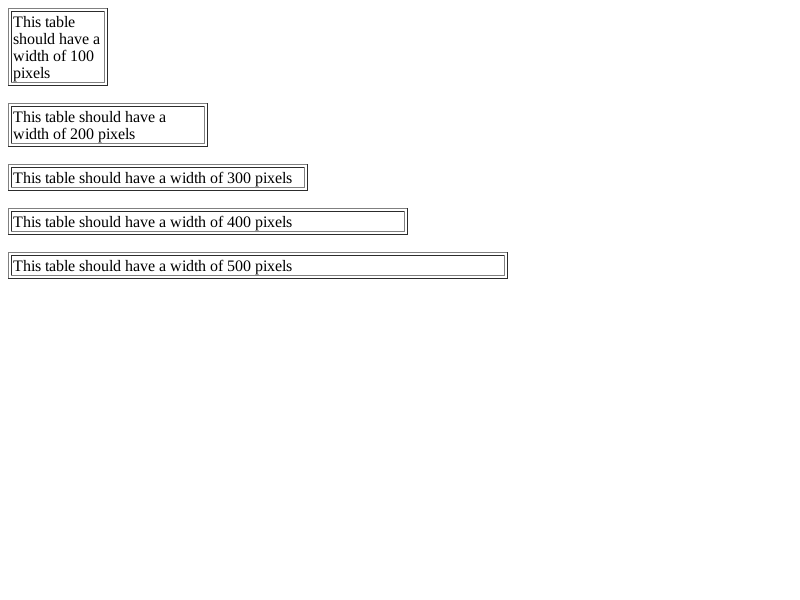 This table
should have a
width of 100
pixels
This table should have a
width of 200 pixels
This table should have a width of 300 pixels
This table should have a width of 400 pixels
This table should have a width of 500 pixels